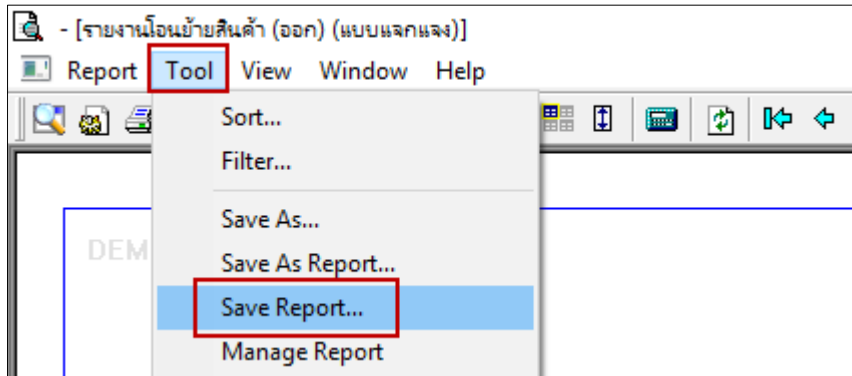 - [รายงานโอนย้ายสินค้า (ออก) (แบบแจกแจง)]
Report Tool View Window Help
Sort...
Filter...
Save As...
DEM
Save As Report...
Save Report...
Manage Report